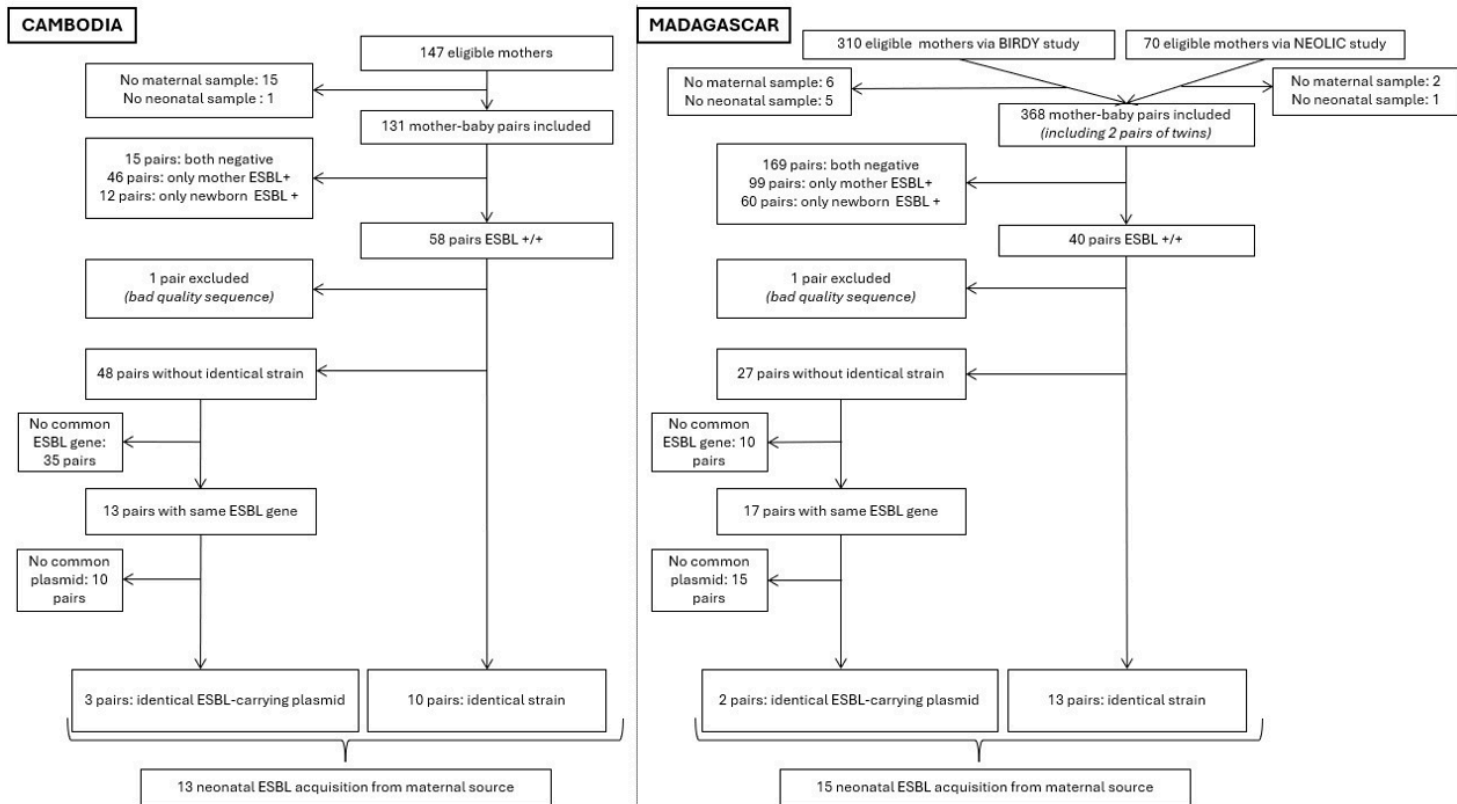 CAMBODIA
147 eligible mothers
No maternal sample: 15
No neonatal sample : 1
131 mother-baby pairs included
15 pairs: both negative
46 pairs: only mother ESBL+
12 pairs: only newborn ESBL +
58 pairs ESBL +/+
1 pair excluded
(bad quality sequence)
48 pairs without identical strain
No common
ESBL gene:
35 pairs
13 pairs with same ESBL gene
No common
plasmid: 10
pairs
3 pairs: identical ESBL-carrying plasmid
10 pairs: identical strain
13 neonatal ESBL acquisition from maternal source
MADAGASCAR
310 eligible mothers via BIRDY study
70 eligible mothers via NEOLIC study
No maternal sample: 6
No neonatal sample: 5
No maternal sample: 2
No neonatal sample: 1
368 mother-baby pairs included
(including 2 pairs of twins)
169 pairs: both negative
99 pairs: only mother ESBL+
60 pairs: only newborn ESBL +
40 pairs ESBL +/+
1 pair excluded
(bad quality sequence)
27 pairs without identical strain
No common
ESBL gene: 10
pairs
17 pairs with same ESBL gene
No common
plasmid: 15
pairs
2 pairs: identical ESBL-carrying plasmid
13 pairs: identical strain
15 neonatal ESBL acquisition from maternal source